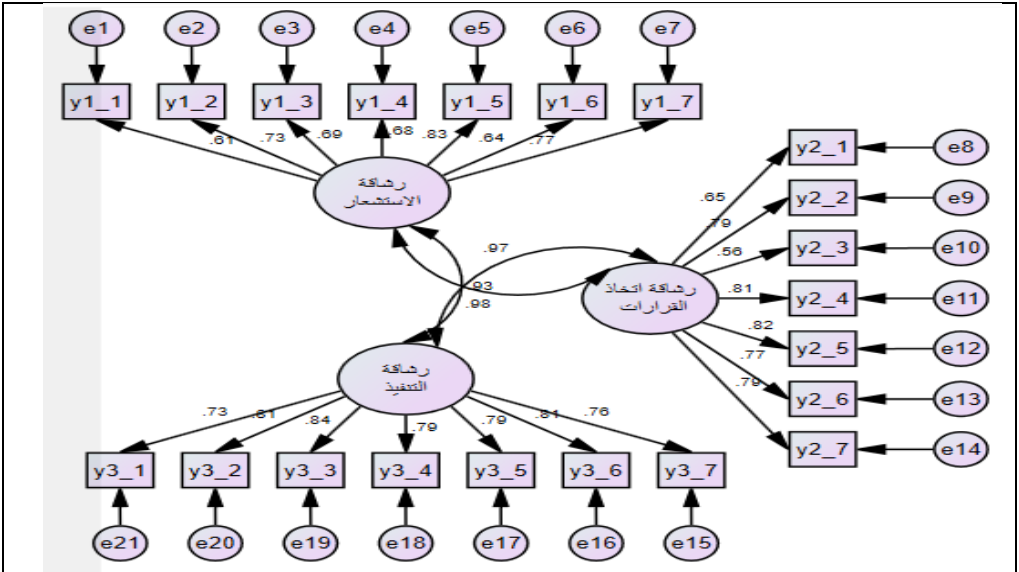 e1 e2 e3 e4 e5 e6 e7
y1_1 y1_2 y1_3 y1_4 y1_5 y1_6 y1_7
.61 .73 .69 .68 .83 .64 .77
رشاقة
الاستشعار
y2_1 e8
y2_2 e9
y2_3 e10
y2_4 e11
y2_5 e12
y2_6 e13
y2_7 e14
.65
.79
.56
.81
.82
.77
.79
رشاقة اتخاذ
القرارات
.97
.93
.98
رشاقة
التنفيذ
.73 .81 .84 .79 .79 .81 .76
y3_1 y3_2 y3_3 y3_4 y3_5 y3_6 y3_7
e21 e20 e19 e18 e17 e16 e15